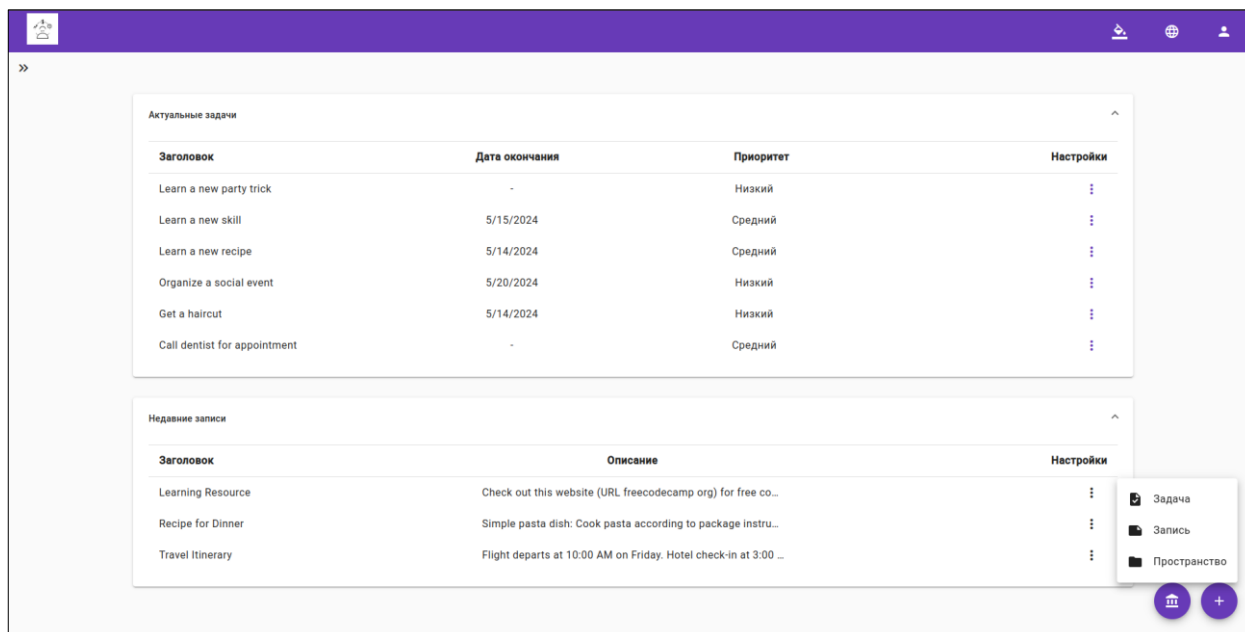 Актуальные задачи
Заголовок Дата окончания Приоритет Настройки
Learn a new party trick - Низкий
Learn a new skill 5/15/2024 Средний
Learn a new recipe 5/14/2024 Средний
Organize a social event 5/20/2024 Низкий
Get a haircut 5/14/2024 Низкий
Call dentist for appointment - Средний
Недавние записи
Заголовок Описание Настройки
Learning Resource Check out this website (URL freecodecamp org) for free co...
Recipe for Dinner Simple pasta dish: Cook pasta according to package instru...
Travel Itinerary Flight departs at 10:00 AM on Friday. Hotel check-in at 3:00 ...
Задача
Запись
Пространство